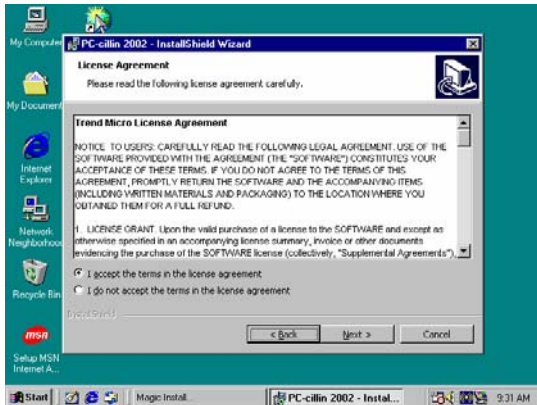 My Computer
PC-cillin 2002 - InstallShield Wizard
License Agreement
Please read the following license agreement carefully.
My Document
Trend Micro License Agreement
NOTICE TO USERS: CAREFULLY READ THE FOLLOWING LEGAL AGREEMENT. USE OF THE
SOFTWARE PROVIDED WITH THE AGREEMENT (THE "SOFTWARE") CONSTITUTES YOUR
ACCEPTANCE OF THESE TERMS. IF YOU DO NOT AGREE TO THE TERMS OF THIS
AGREEMENT, PROMPTLY RETURN THE SOFTWARE AND THE ACCOMPANYING ITEMS
(INCLUDING WRITTEN MATERIALS AND PACKAGING) TO THE LOCATION WHERE YOU
OBTAINED THEM FOR A FULL REFUND.
Internet
Explorer
1. LICENSE GRANT. Upon the valid purchase of a license to the SOFTWARE and except as
otherwise specified in an accompanying license summary, invoice or other documents
evidencing the purchase of the SOFTWARE license (collectively, "Supplemental Agreements"),
Network
Neighborhood
I accept the terms in the license agreement
I do not accept the terms in the license agreement
Recycle Bin
InstallShield
< Back
Next >
Cancel
msn
Setup MSN
Internet A...
Start
Magic Install...
PC-cillin 2002 - Instal...
9:31 AM